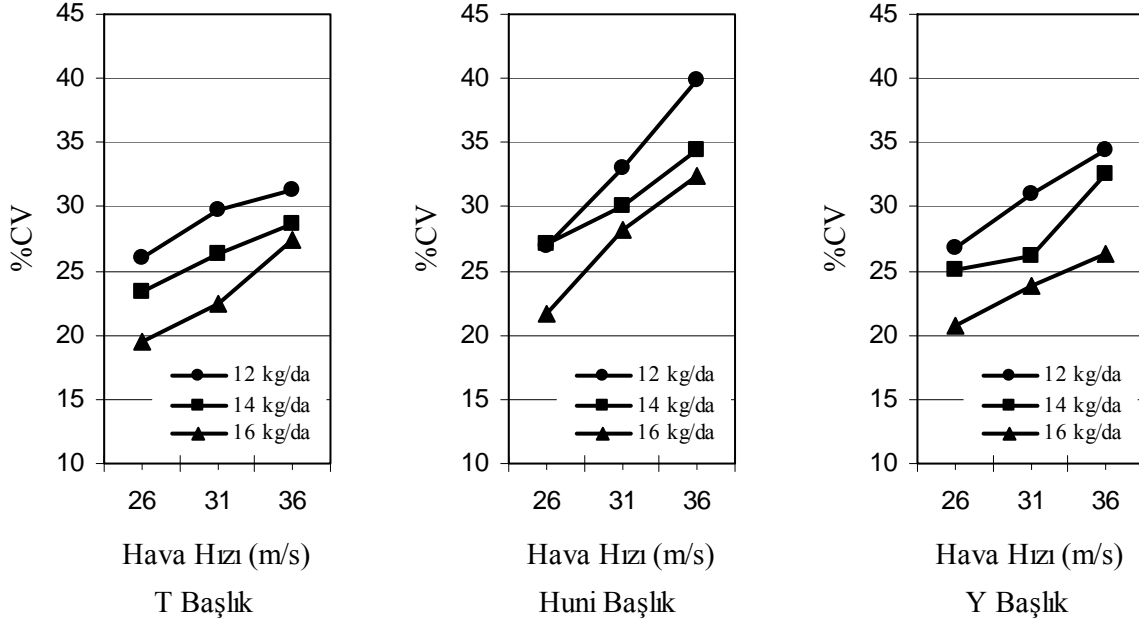 %CV
45
40
35
30
25
20
15
10
12 kg/da
14 kg/da
16 kg/da
26 31 36
Hava Hızı (m/s)
T Başlık
%CV
45
40
35
30
25
20
15
10
12 kg/da
14 kg/da
16 kg/da
26 31 36
Hava Hızı (m/s)
Huni Başlık
%CV
45
40
35
30
25
20
15
10
12 kg/da
14 kg/da
16 kg/da
26 31 36
Hava Hızı (m/s)
Y Başlık